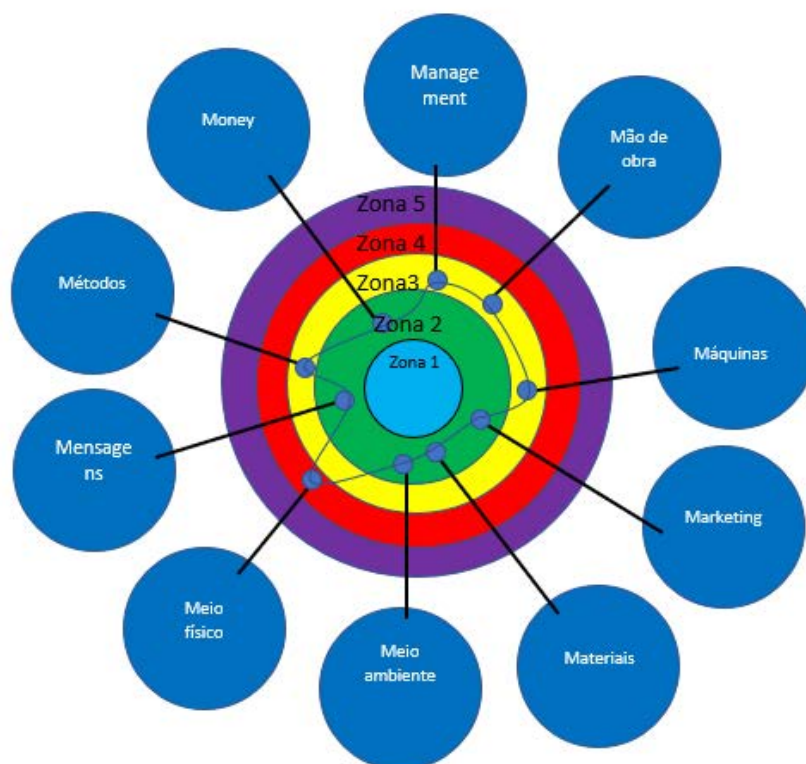 Manage
ment
Money
Mão de
obra
Zona 5
Zona 4
Zona3
Zona 2
Zona 1
Métodos
Máquinas
Mensage
ns
Marketing
Meio
físico
Meio
ambiente
Materiais